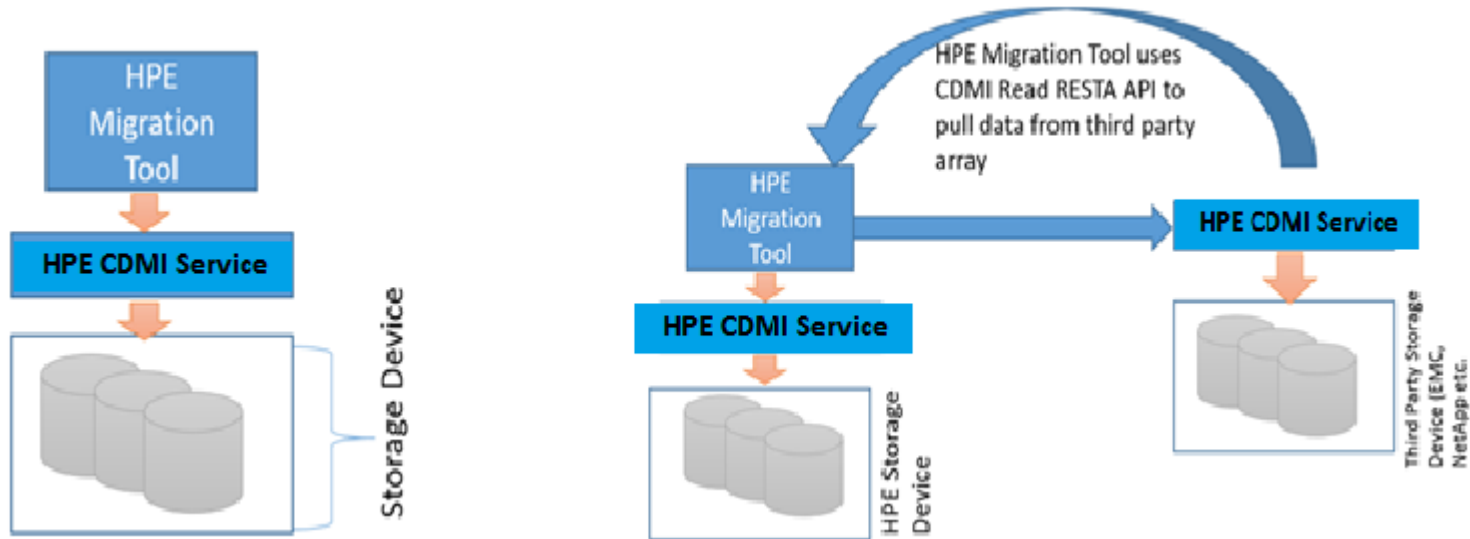 HPE
Migration
Tool
HPE CDMI Service
Storage Device
HPE Migration Tool uses
CDMI Read RESTA API to
pull data from third party
array
HPE
Migration
Tool
HPE CDMI Service
HPE CDMI Service
HPE Storage
Device
Third Party Storage
Device (EMC,
NetApp etc.